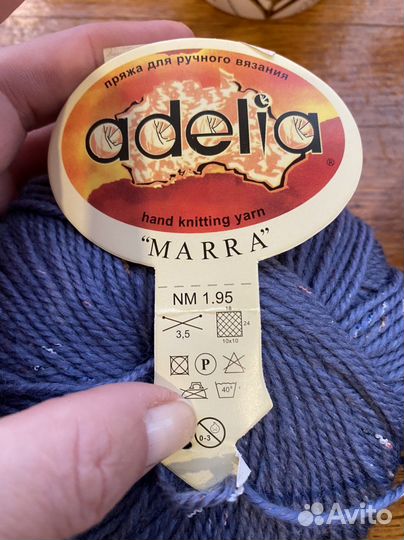 пряжа для ручного вязания
adelia
®
hand knitting yarn
"MARRA"
NM 1.95
3,5
18
24
10x10
P
40°
0-3
Avito